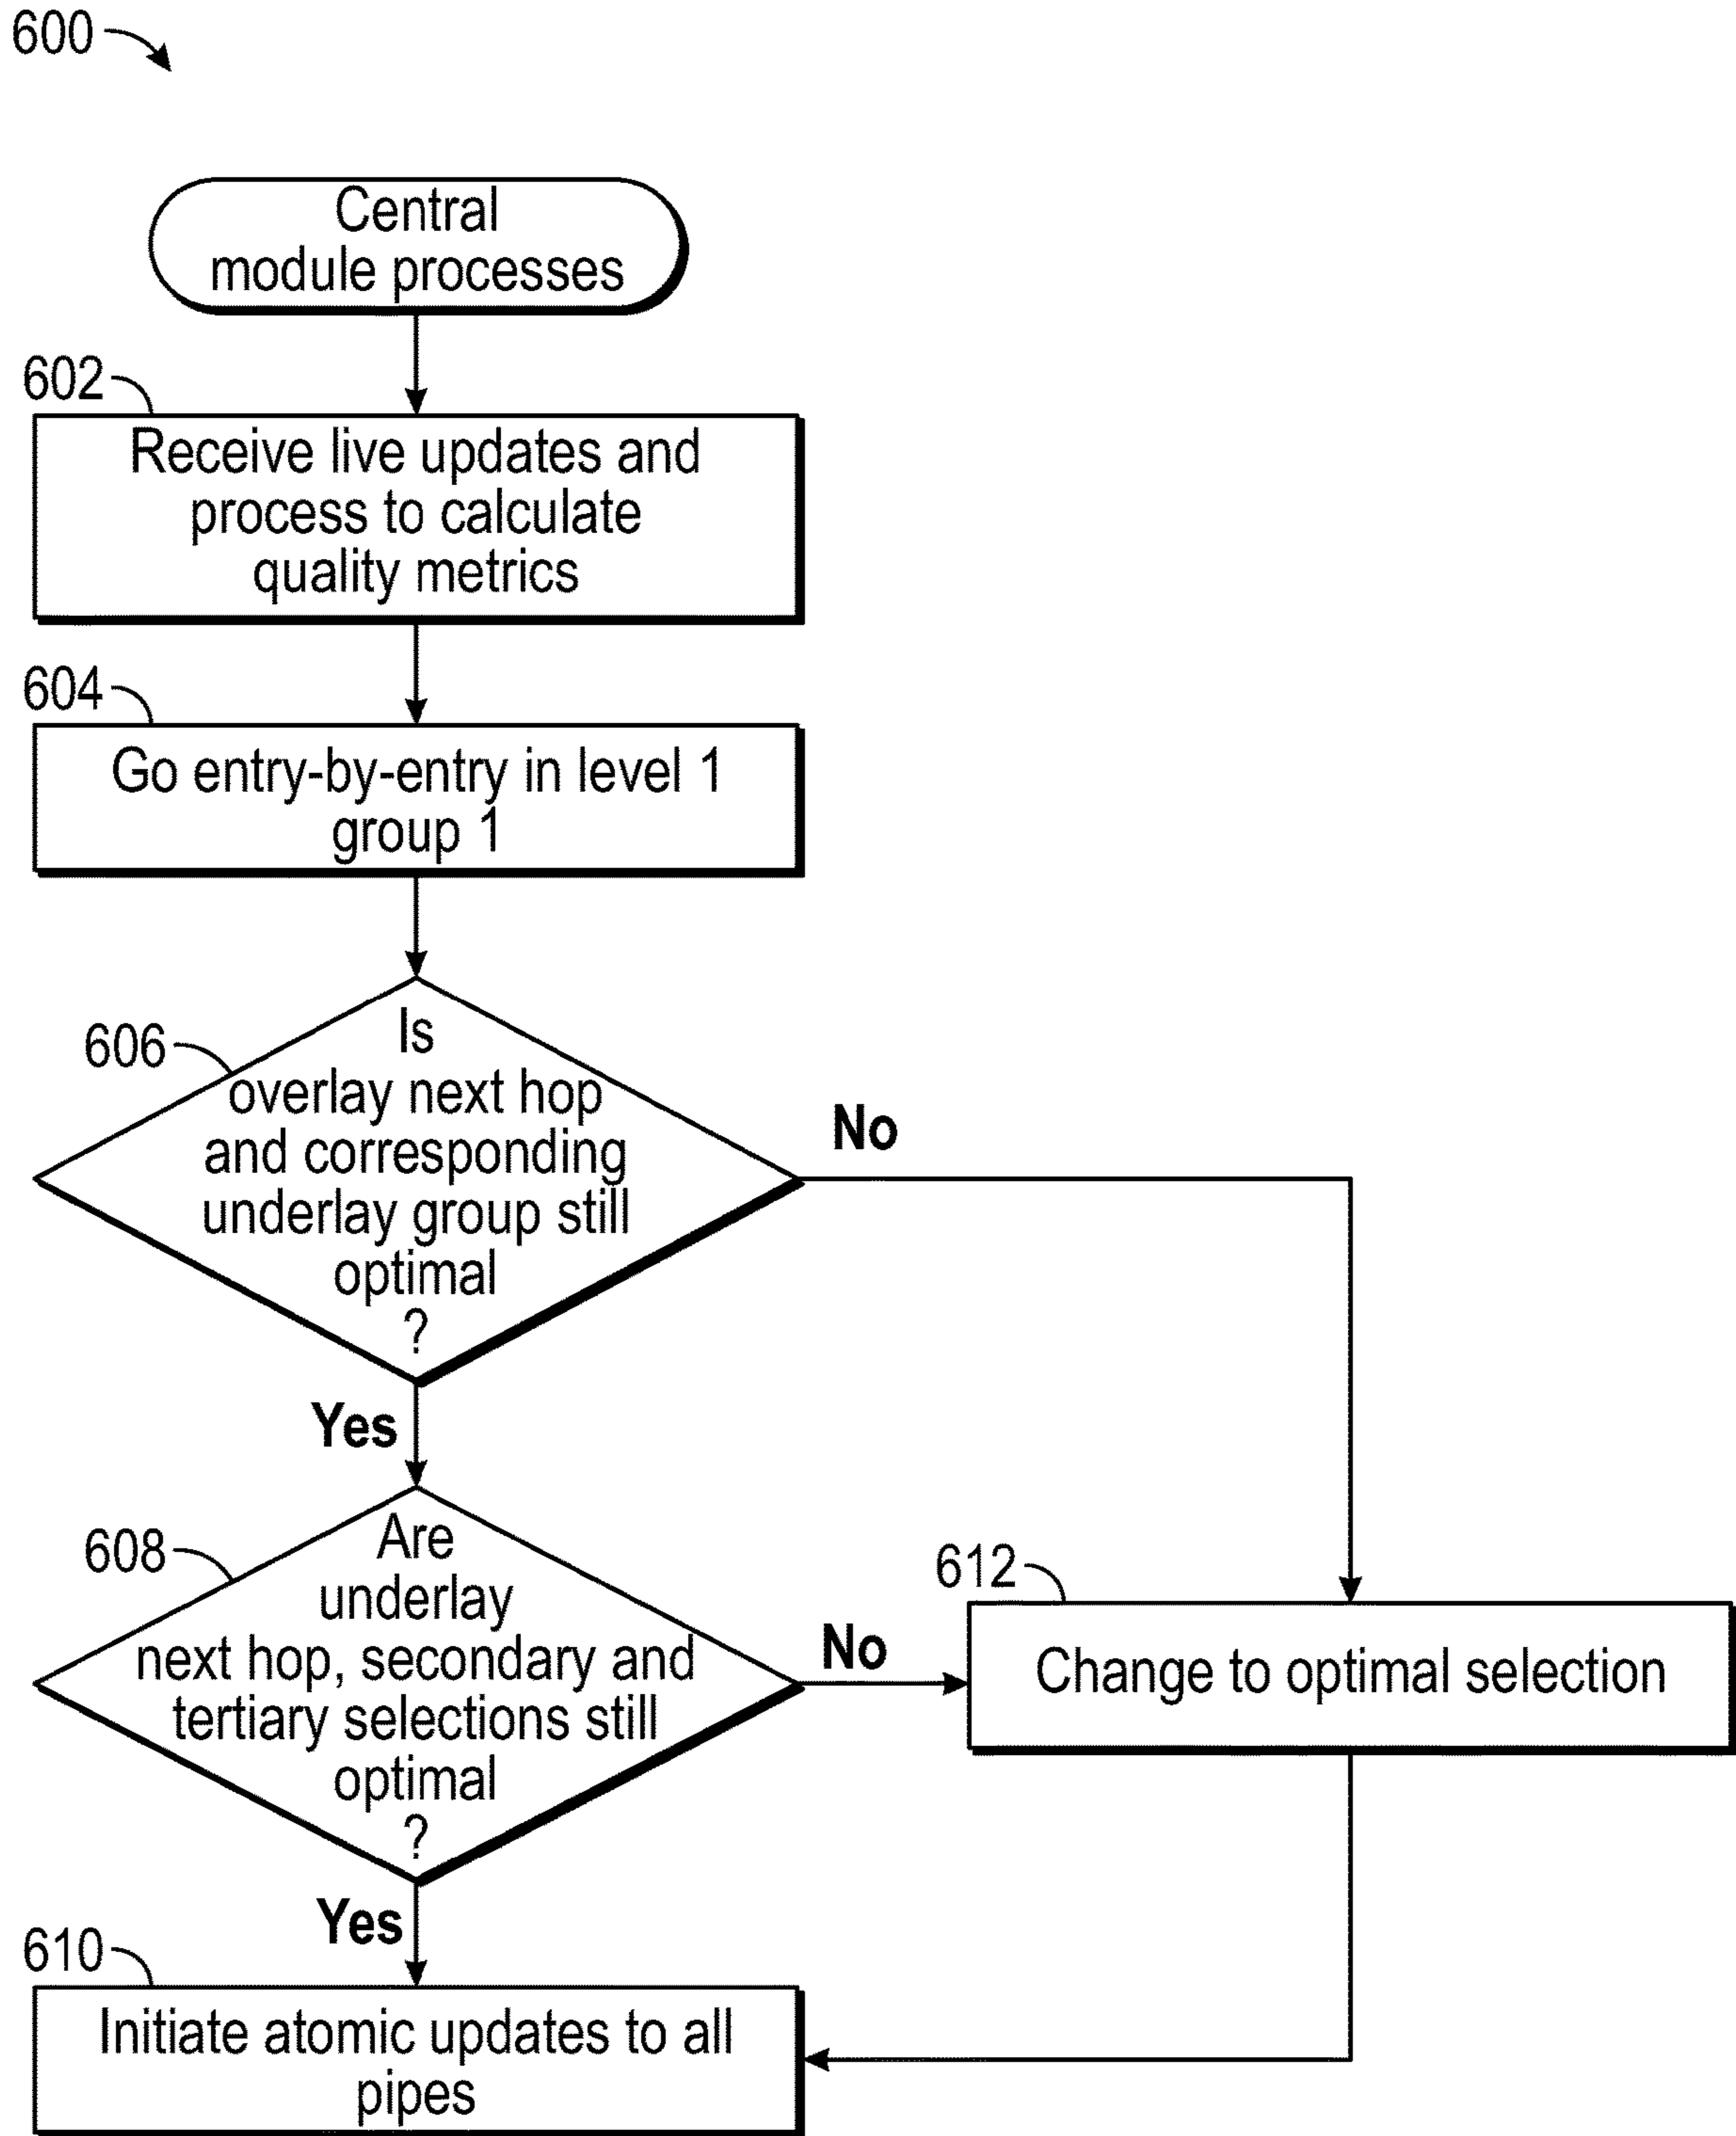 600
Central
module processes
602
Receive live updates and
process to calculate
quality metrics
604
Go entry-by-entry in level 1
group 1
606
Is
overlay next hop
and corresponding
underlay group still
optimal
?
No
Yes
608
Are
underlay
next hop, secondary and
tertiary selections still
optimal
?
No
612
Change to optimal selection
Yes
610
Initiate atomic updates to all
pipes